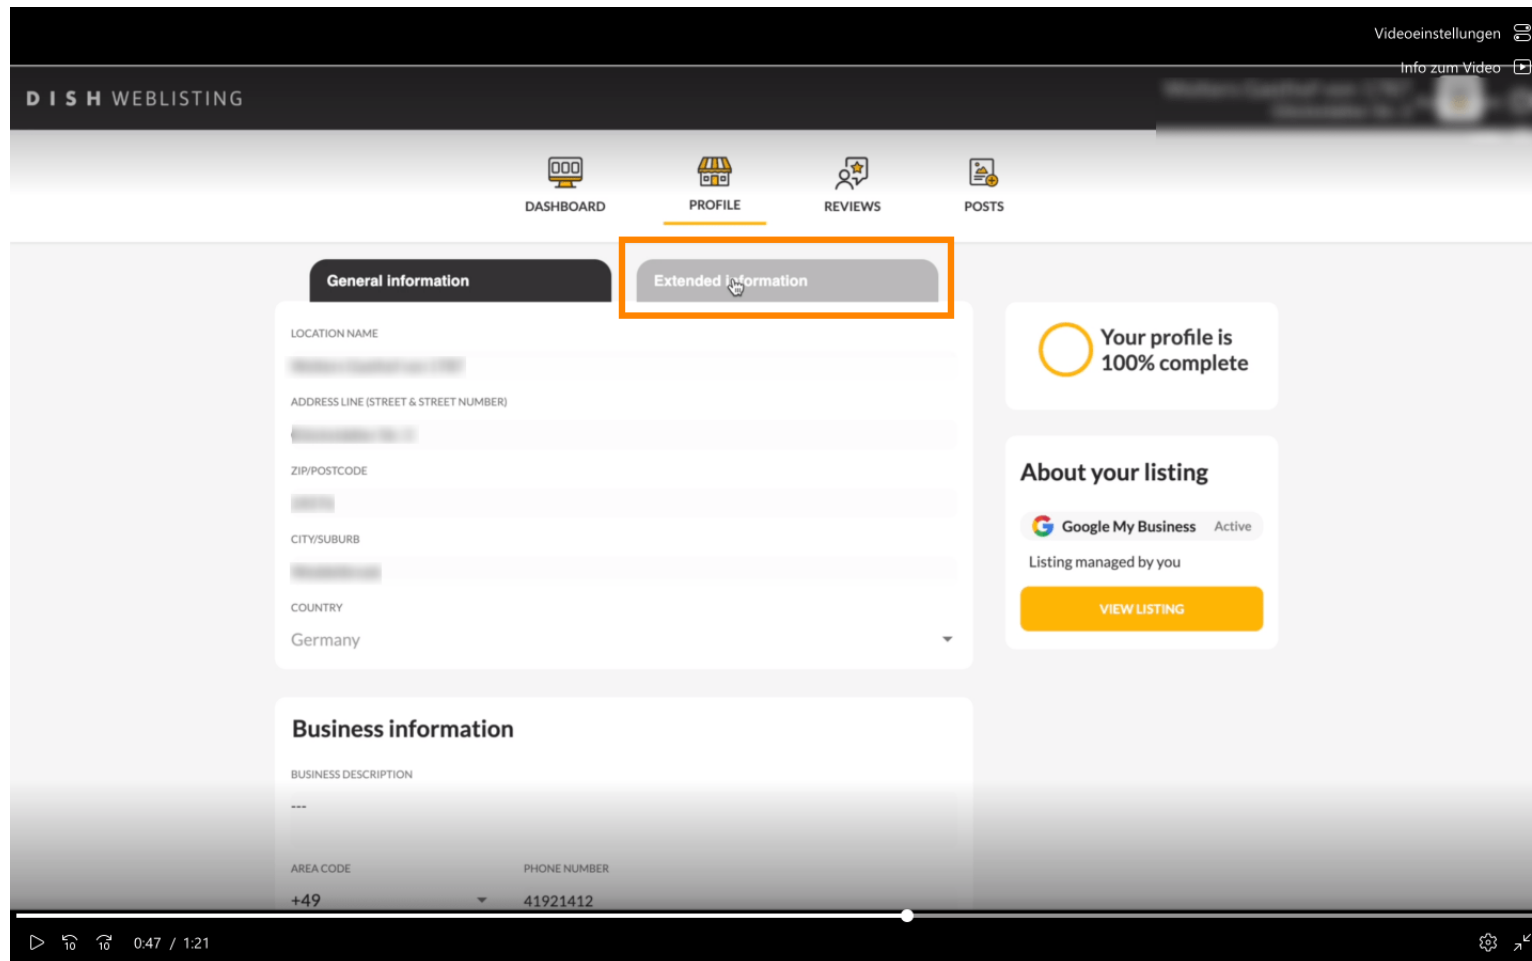 Videoeinstellungen
Info zum Video
DISH WEBLISTING
DASHBOARD
PROFILE
REVIEWS
POSTS
General information
Extended information
LOCATION NAME
ADDRESS LINE (STREET & STREET NUMBER)
ZIP/POSTCODE
CITY/SUBURB
COUNTRY
Germany
Your profile is
100% complete
About your listing
Google My Business Active
Listing managed by you
VIEW LISTING
Business information
BUSINESS DESCRIPTION
---
AREA CODE PHONE NUMBER
+49 41921412
10 10 0:47 / 1:21